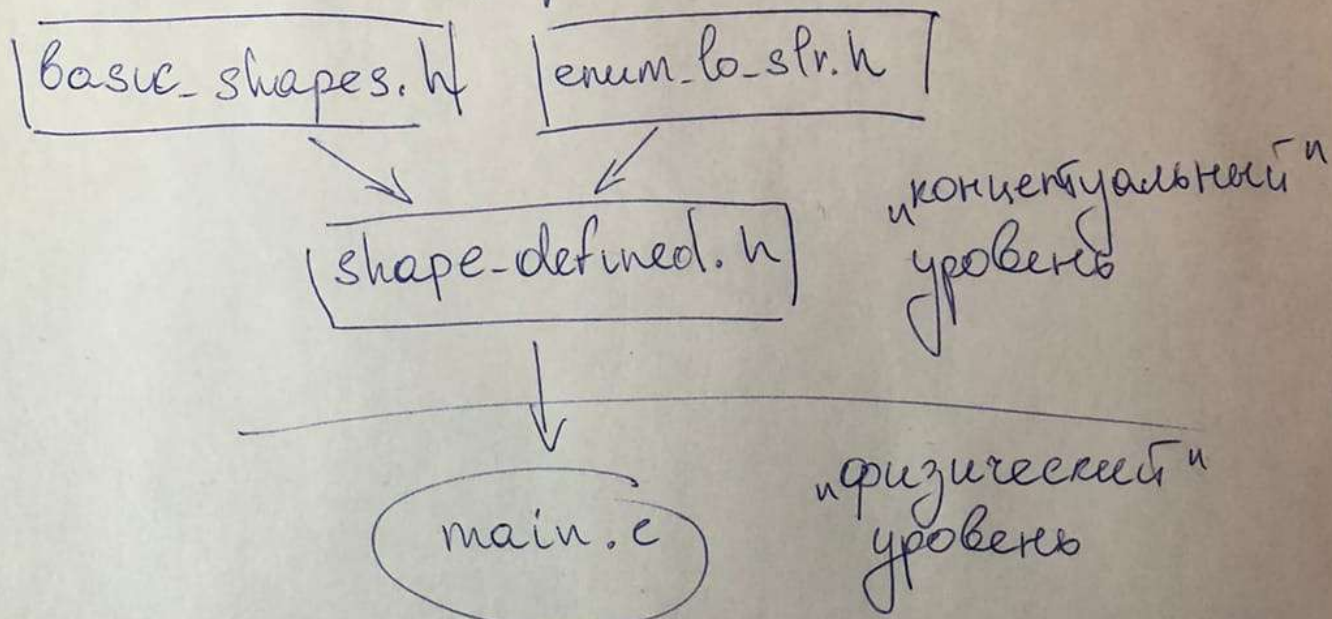 basic_shapes.h
enum_to_str.h
shape-defined.h
„концептуальный"
уровень
main.c
„физический"
уровень